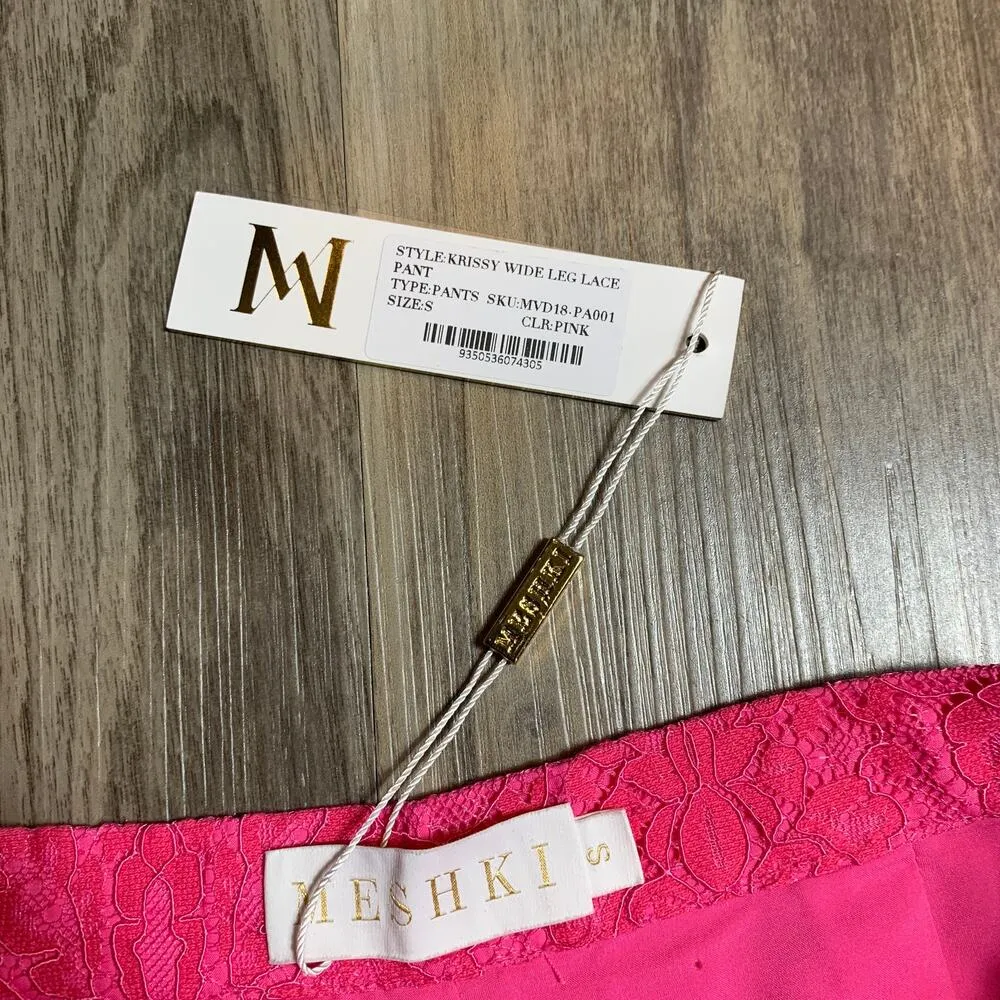 M
STYLE:KRISSY WIDE LEG LACE
PANT
TYPE:PANTS SKU:MVD18-PA001
SIZE:S
CLR:PINK
9350536074305
MESHKI
MESHKI
S